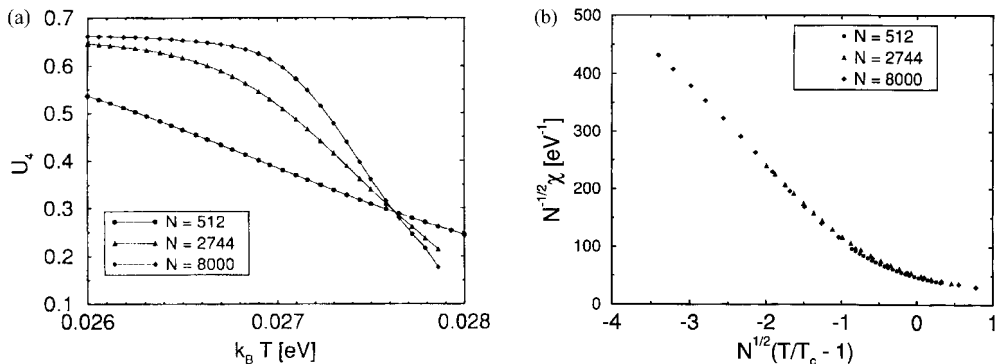 (a)
0.7
0.6
0.5
0.4
0.3
0.2
0.1
U4
N = 512
N = 2744
N = 8000
0.026
0.027
0.028
kB T [eV]
(b)
500
400
300
200
100
0
N^-1/2 χ [eV^-1]
N = 512
N = 2744
N = 8000
-4
-3
-2
-1
0
1
N^1/2(T/Tc - 1)